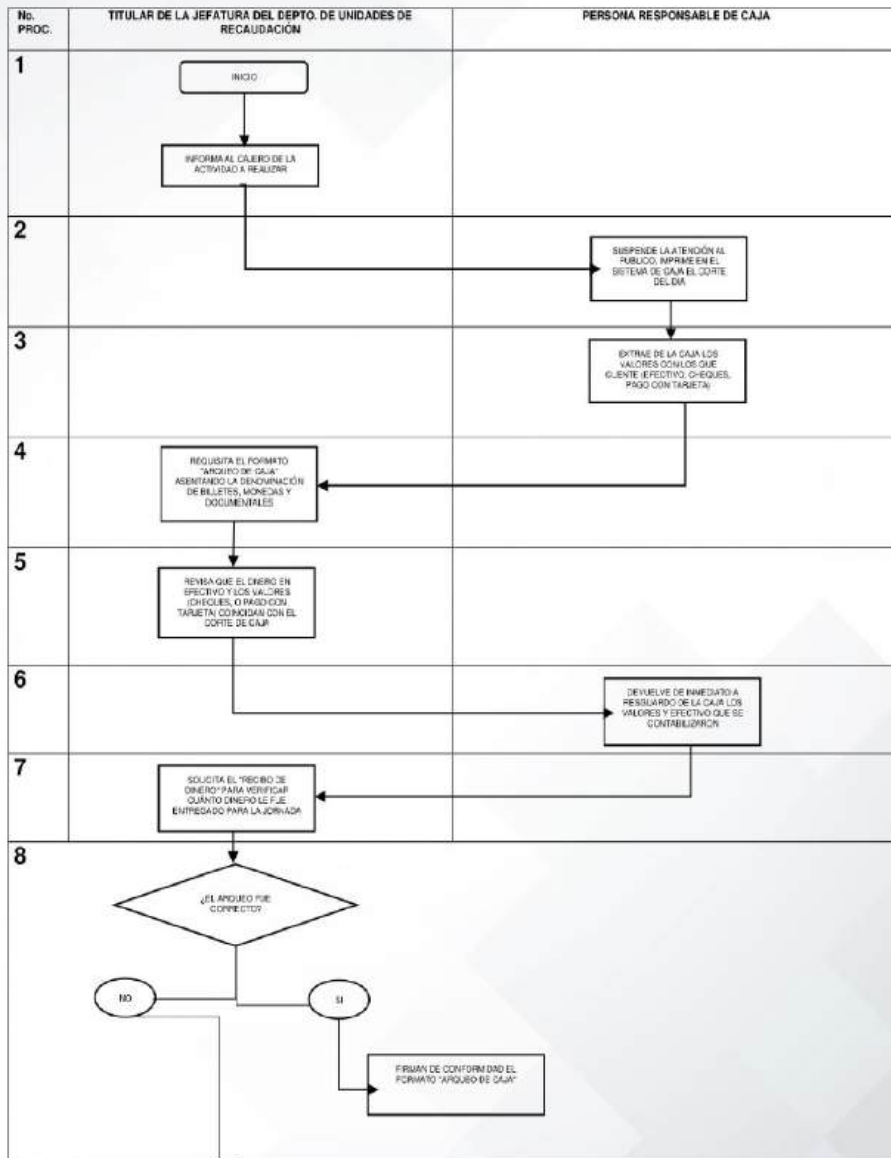 No. PROC.
TITULAR DE LA JEFATURA DEL DEPTO. DE UNIDADES DE
RECAUDACIÓN
PERSONA RESPONSABLE DE CAJA
1
INICIO
INFORMA AL CAJERO DE LA
ACTIVIDAD A REALIZAR
2
SUSPENDE LA ATENCIÓN AL
PUBLICO, IMPRIME EN EL
SISTEMA DE CAJA EL CORTE
DEL DIA
3
EXTRAE DE LA CAJA LOS
VALORES CON LOS QUE
CUENTE (EFECTIVO, CHEQUES,
PAGO CON TARJETA)
4
REQUISITA EL FORMATO
"ARQUEO DE CAJA"
ASENTANDO LA DENOMINACIÓN
DE BILLETES, MONEDAS Y
DOCUMENTALES
5
REVISA QUE EL DINERO EN
EFECTIVO Y LOS VALORES
(CHEQUES, O PAGO CON
TARJETA) COINCIDAN CON EL
CORTE DE CAJA
6
DEVUELVE DE INMEDIATO A
RESGUARDO DE LA CAJA LOS
VALORES Y EFECTIVO QUE SE
CONTABILIZARON
7
SOLICITA EL "RECIBO DE
DINERO" PARA VERIFICAR
CUÁNTO DINERO LE FUE
ENTREGADO PARA LA JORNADA
8
¿EL ARQUEO FUE
CORRECTO?
NO
SI
FIRMAN DE CONFORMIDAD EL
FORMATO "ARQUEO DE CAJA"